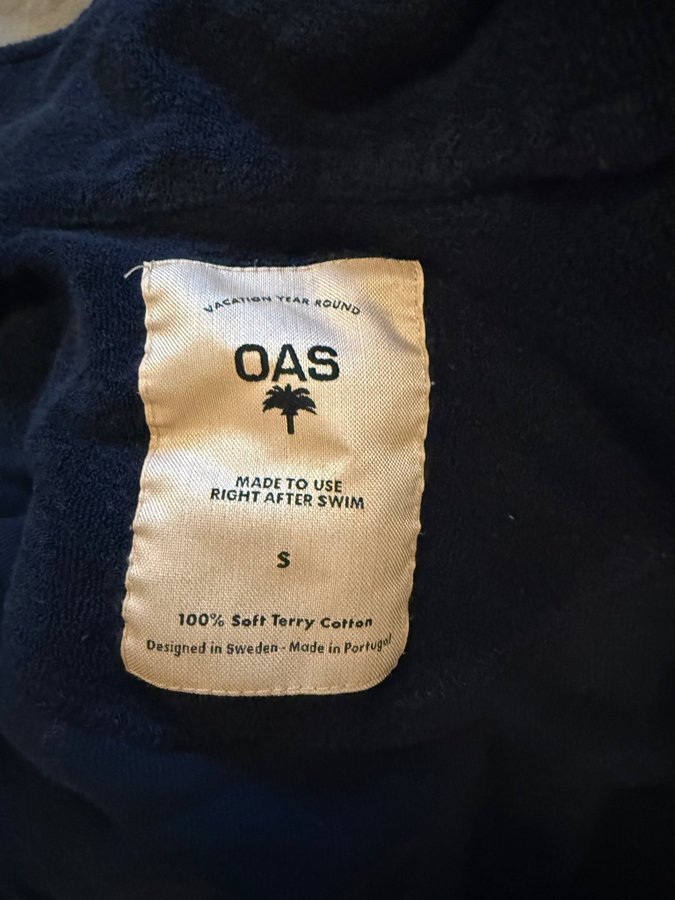 VACATION YEAR ROUND
OAS
MADE TO USE
RIGHT AFTER SWIM
S
100% Soft Terry Cotton
Designed in Sweden - Made in Portugal